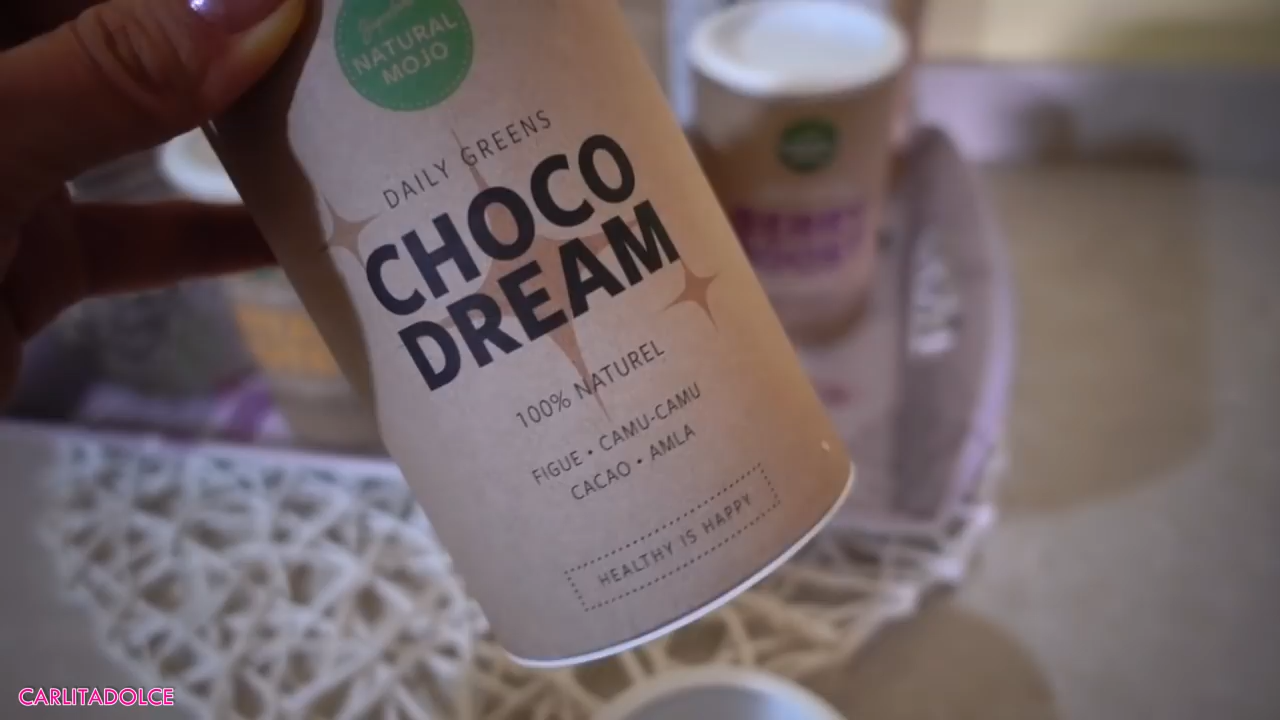 NATURAL
MOJO
DAILY GREENS
CHOCO
DREAM
100% NATUREL
FIGUE • CAMU-CAMU
CACAO • AMLA
HEALTHY IS HAPPY
CARLITADOLCE